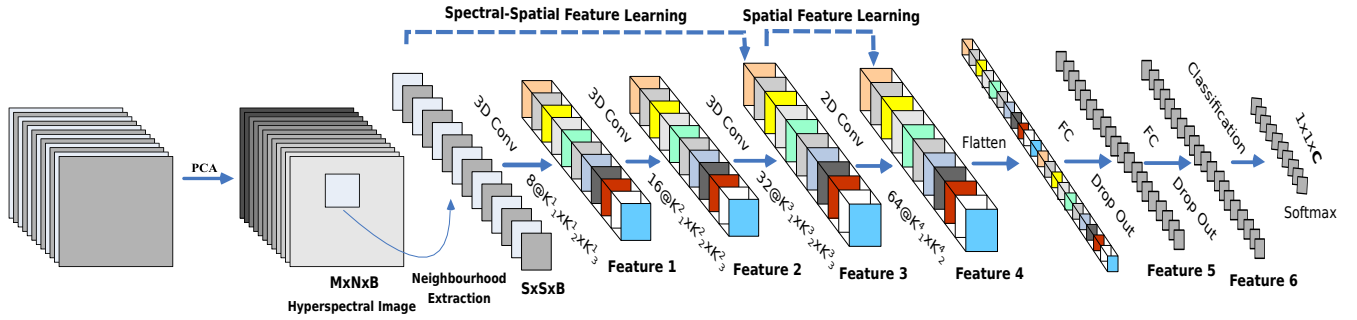 Spectral-Spatial Feature Learning
Spatial Feature Learning
PCA
MxNxB
Hyperspectral Image
Neighbourhood
Extraction
SxSxB
3D Conv
8@K¹₁xK¹₂xK¹₃
Feature 1
3D Conv
16@K²₁xK²₂xK²₃
Feature 2
3D Conv
32@K³₁xK³₂xK³₃
Feature 3
2D Conv
64@K⁴₁xK⁴₂
Feature 4
Flatten
FC
Drop Out
Feature 5
FC
Drop Out
Feature 6
Classification
1x1xC
Softmax